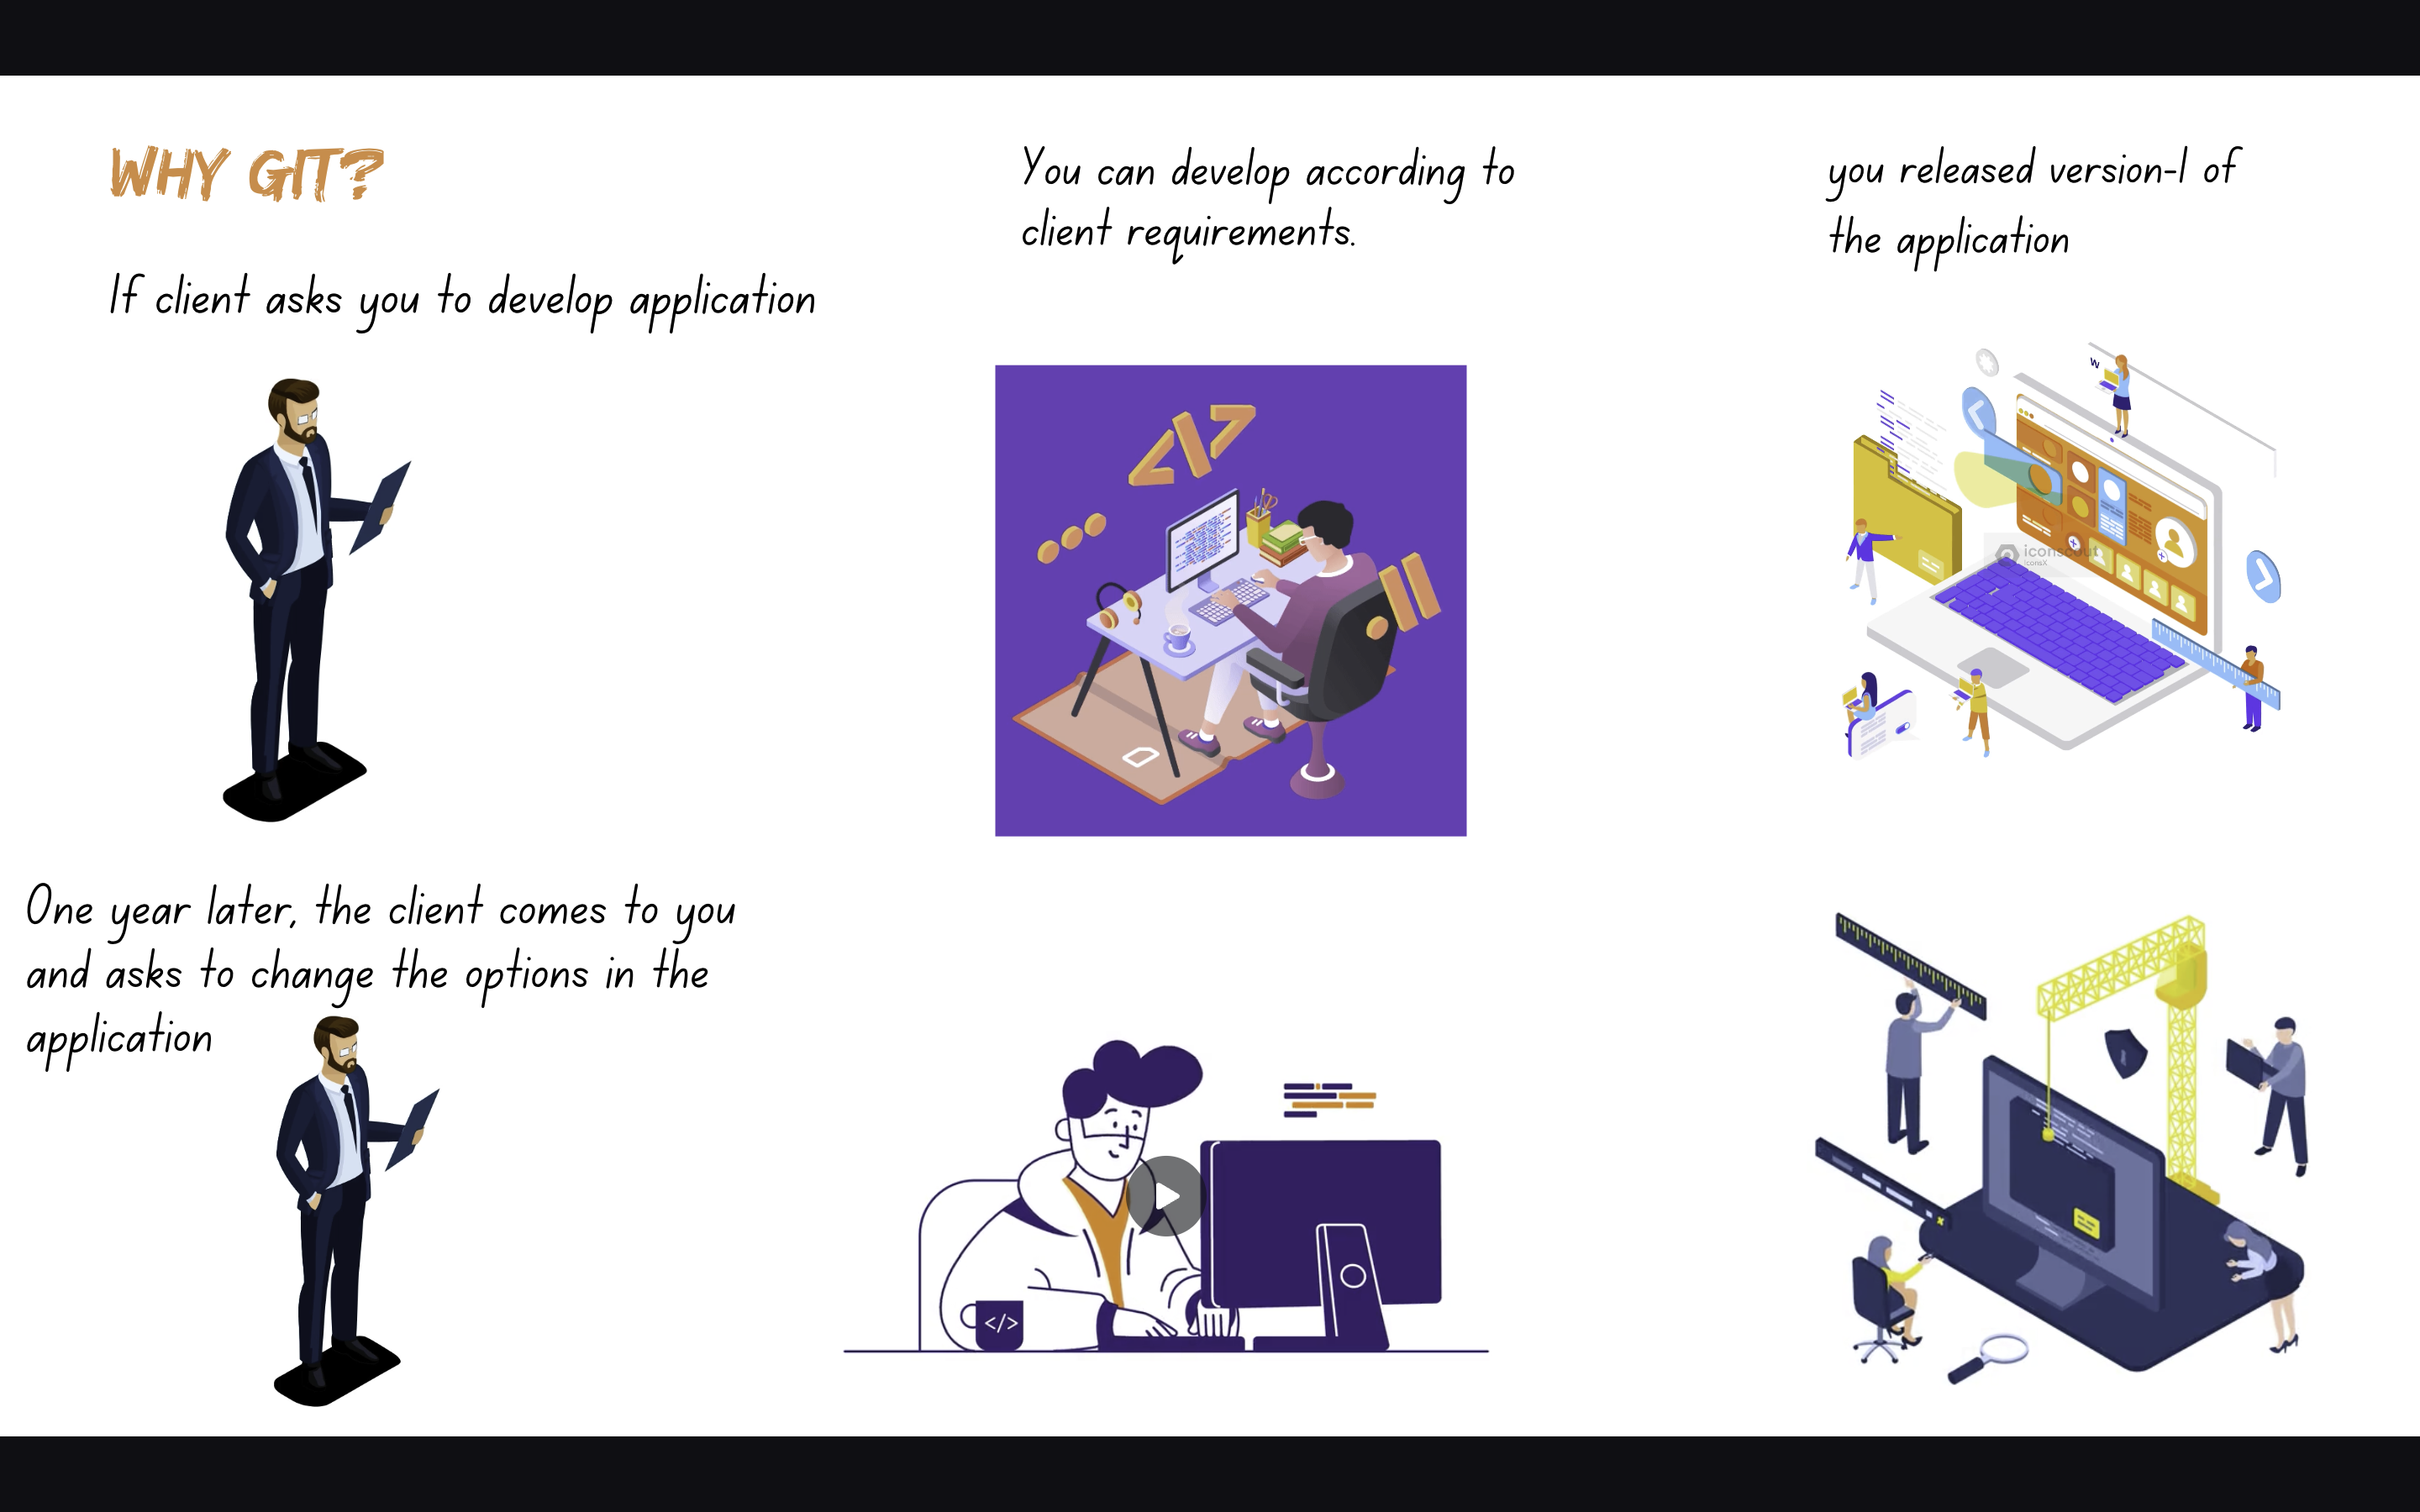 WHY GIT?
If client asks you to develop application
You can develop according to
client requirements.
you released version-1 of
the application
W
iconscout
iconsX
One year later, the client comes to you
and asks to change the options in the
application
</>